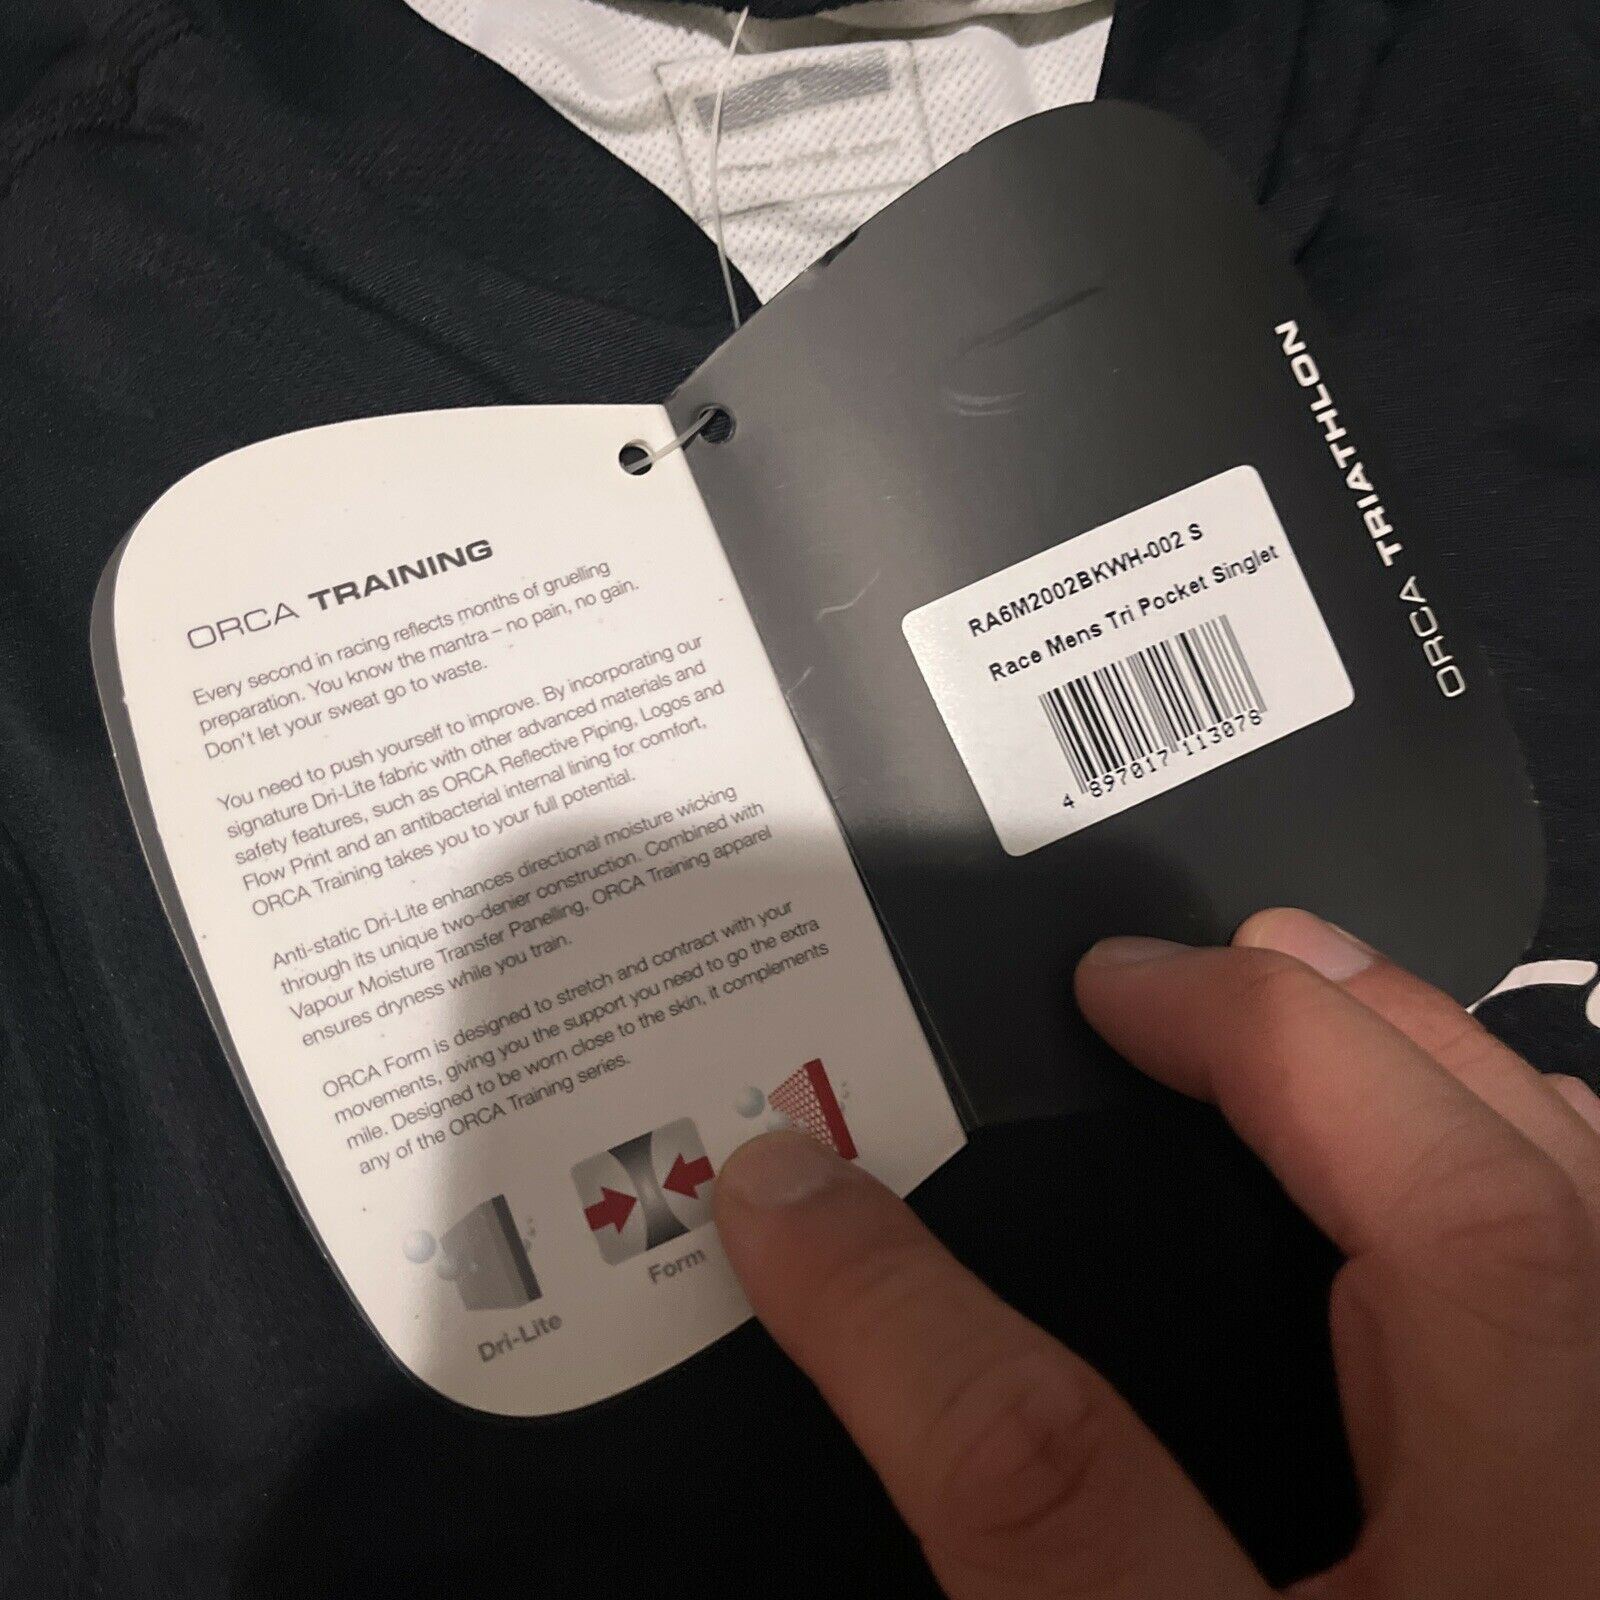 ORCA TRAINING
Every second in racing reflects months of gruelling
preparation. You know the mantra – no pain, no gain.
Don't let your sweat go to waste.
You need to push yourself to improve. By incorporating our
signature Dri-Lite fabric with other advanced materials and
safety features, such as ORCA Reflective Piping, Logos and
Flow Print and an antibacterial internal lining for comfort,
ORCA Training takes you to your full potential.
Anti-static Dri-Lite enhances directional moisture wicking
through its unique two-denier construction. Combined with
Vapour Moisture Transfer Panelling, ORCA Training apparel
ensures dryness while you train.
ORCA Form is designed to stretch and contract with your
movements, giving you the support you need to go the extra
mile. Designed to be worn close to the skin, it complements
any of the ORCA Training series.
Dri-Lite
Form
RA6M2002BKWH-002 S
Race Mens Tri Pocket Singlet
4 897017 113078
ORCA TRIATHLON